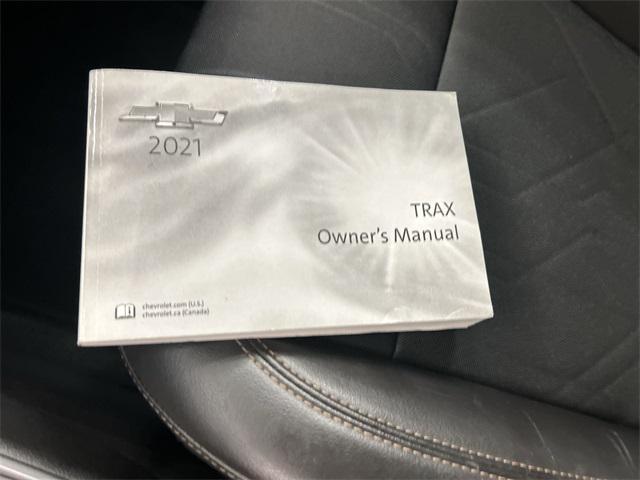 2021
TRAX
Owner's Manual
chevrolet.com (U.S.)
chevrolet.ca (Canada)